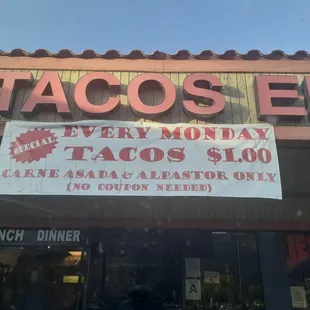 TACOS E
SPECIAL
EVERY MONDAY
TACOS $1.00
CARNE ASADA & ALPASTOR ONLY
(NO COUPON NEEDED)
NCH DINNER
A